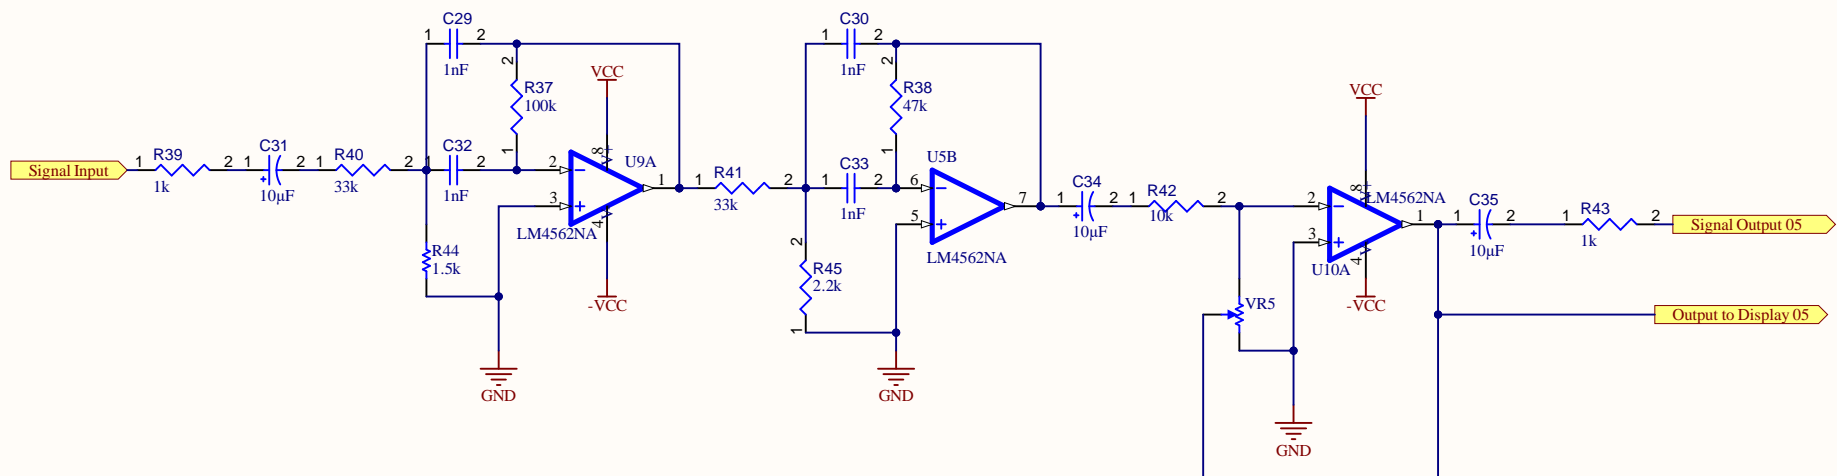 Signal Input
1
R39
1k
2
1
C31
10µF
2
1
R40
33k
2
C29
1
2
1nF
2
R37
100k
1
C32
1
2
1nF
VCC
8
V+
2
3
U9A
1
4
V-
LM4562NA
-VCC
R44
1.5k
GND
1
R41
33k
2
C30
1
2
1nF
2
R38
47k
1
C33
1
2
1nF
U5B
6
5
7
LM4562NA
2
R45
2.2k
1
GND
C34
1
2
10µF
1
R42
10k
2
VCC
8
V+
LM4562NA
2
3
1
4
V-
U10A
-VCC
VR5
GND
C35
1
2
10µF
1
R43
1k
2
Signal Output 05
Output to Display 05